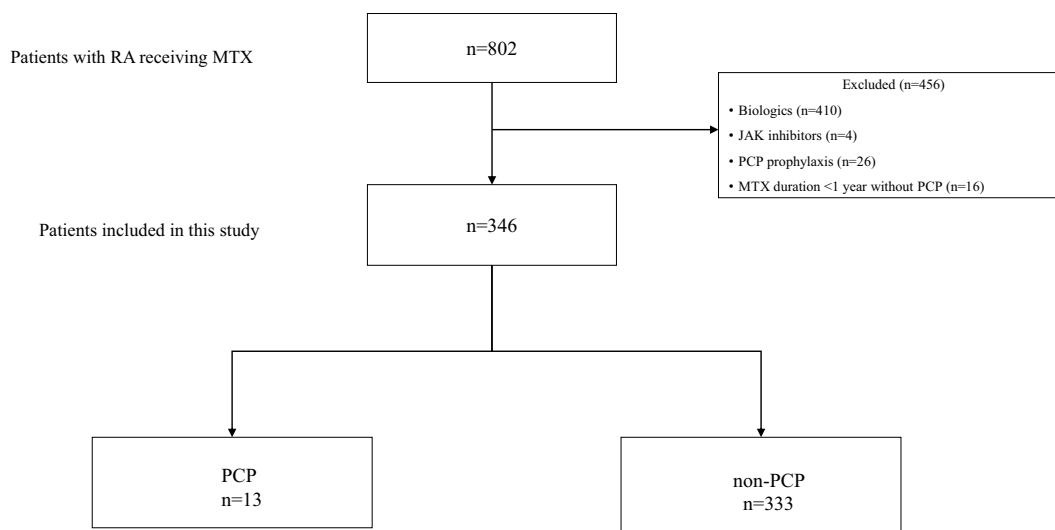 Patients with RA receiving MTX
n=802
Excluded (n=456)
• Biologics (n=410)
• JAK inhibitors (n=4)
• PCP prophylaxis (n=26)
• MTX duration <1 year without PCP (n=16)
Patients included in this study
n=346
PCP
n=13
non-PCP
n=333